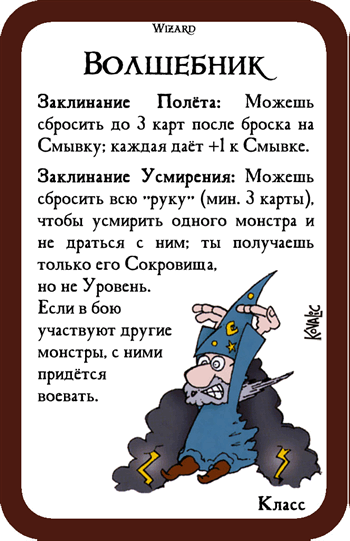 Wizard
Волшебник
Заклинание Полёта: Можешь
сбросить до 3 карт после броска на
Смывку; каждая даёт +1 к Смывке.
Заклинание Усмирения: Можешь
сбросить всю "руку" (мин. 3 карты),
чтобы усмирить одного монстра и
не драться с ним; ты получаешь
только его Сокровища,
но не Уровень.
Если в бою
участвуют другие
монстры, с ними
придётся
воевать.
Kovalic
Класс